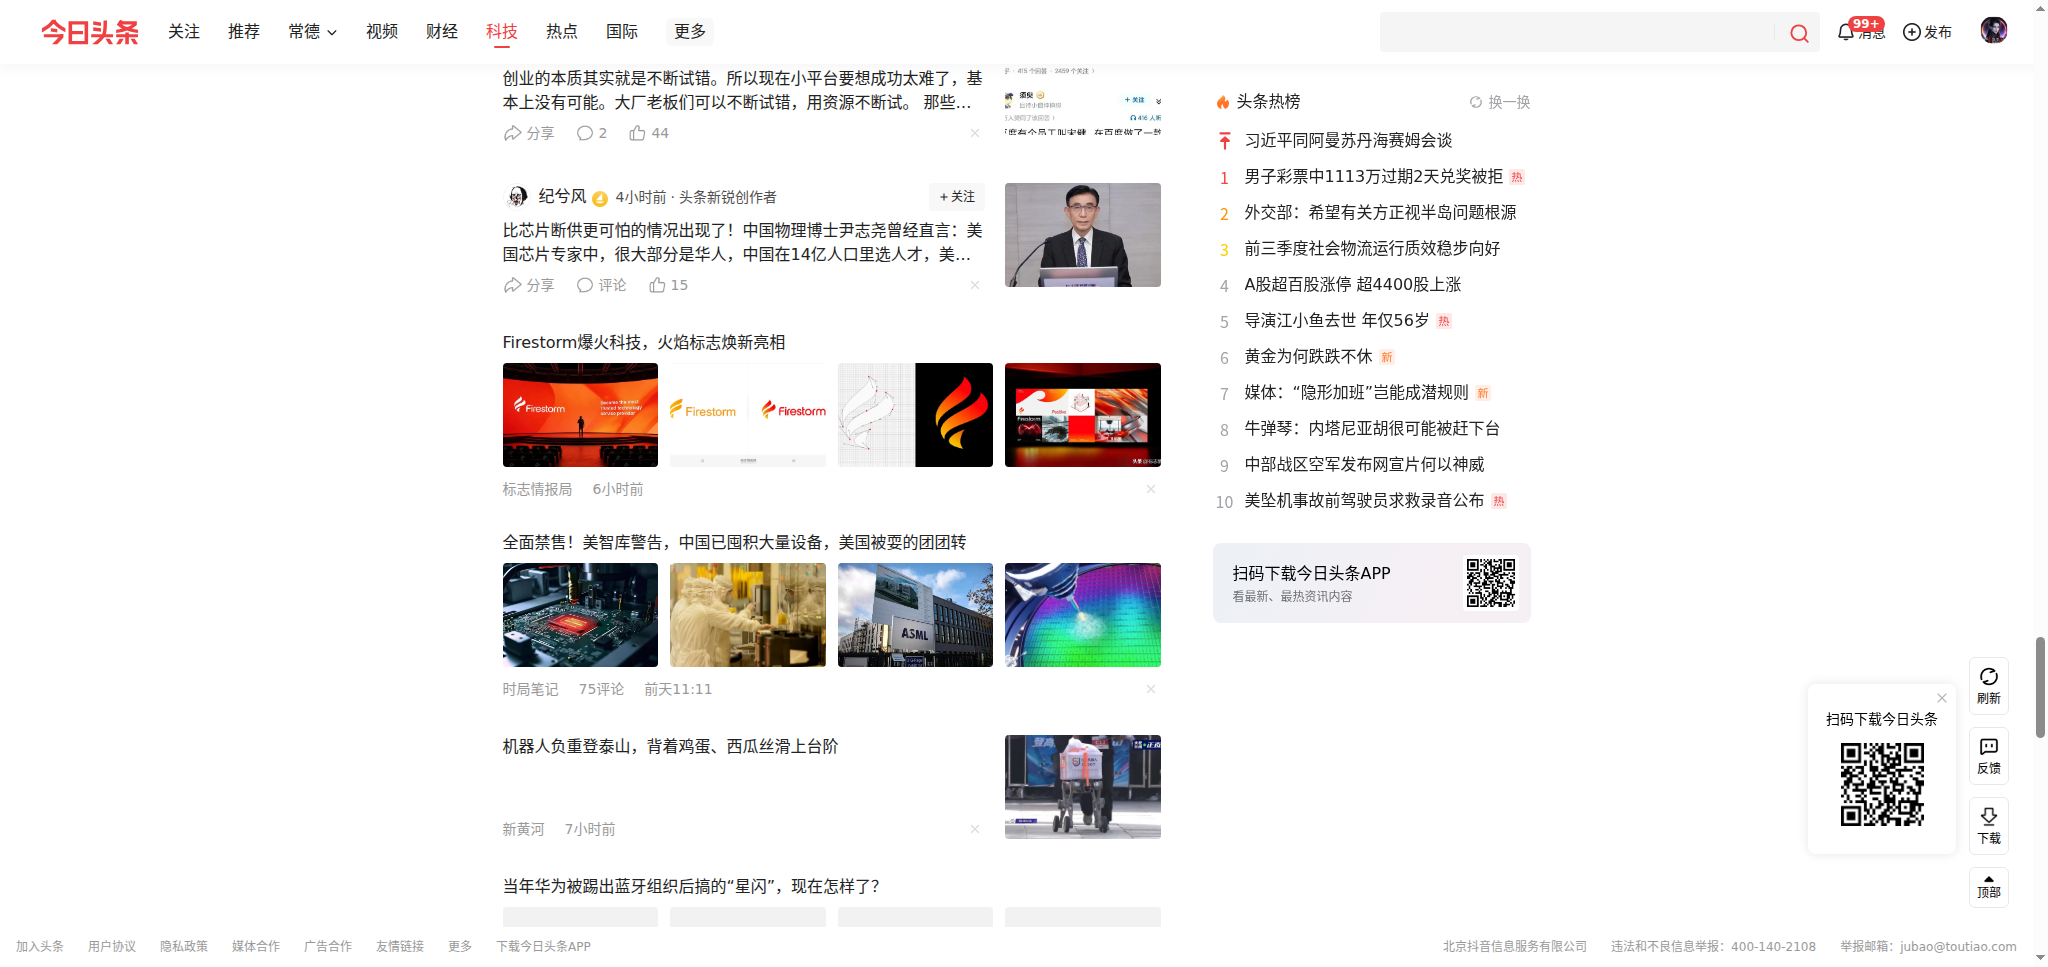 今日头条
关注 推荐 常德 视频 财经 科技 热点 国际 更多
99+
消息
发布
创业的本质其实就是不断试错。所以现在小平台要想成功太难了，基
本上没有可能。大厂老板们可以不断试错，用资源不断试。 那些...
分享 2 44
415 个回答 · 2459 个关注
+ 关注
纪兮风 4小时前 · 头条新锐创作者
+ 关注
比芯片断供更可怕的情况出现了！中国物理博士尹志尧曾经直言：美
国芯片专家中，很大部分是华人，中国在14亿人口里选人才，美...
分享 评论 15
Firestorm爆火科技，火焰标志焕新亮相
Firestorm
Become the most
trusted technology
service provider
Firestorm
Firestorm
Firestorm
标志情报局 6小时前
全面禁售！美智库警告，中国已囤积大量设备，美国被耍的团团转
ASML
时局笔记 75评论 前天11:11
机器人负重登泰山，背着鸡蛋、西瓜丝滑上台阶
新黄河 7小时前
当年华为被踢出蓝牙组织后搞的“星闪”，现在怎样了？
头条热榜
换一换
习近平同阿曼苏丹海赛姆会谈
1 男子彩票中1113万过期2天兑奖被拒 热
2 外交部：希望有关方正视半岛问题根源
3 前三季度社会物流运行质效稳步向好
4 A股超百股涨停 超4400股上涨
5 导演江小鱼去世 年仅56岁 热
6 黄金为何跌跌不休 新
7 媒体：“隐形加班”岂能成潜规则 新
8 牛弹琴：内塔尼亚胡很可能被赶下台
9 中部战区空军发布网宣片何以神威
10 美坠机事故前驾驶员求救录音公布 热
扫码下载今日头条APP
看最新、最热资讯内容
扫码下载今日头条
刷新
反馈
下载
顶部
加入头条 用户协议 隐私政策 媒体合作 广告合作 友情链接 更多 下载今日头条APP
北京抖音信息服务有限公司 违法和不良信息举报：400-140-2108 举报邮箱：jubao@toutiao.com